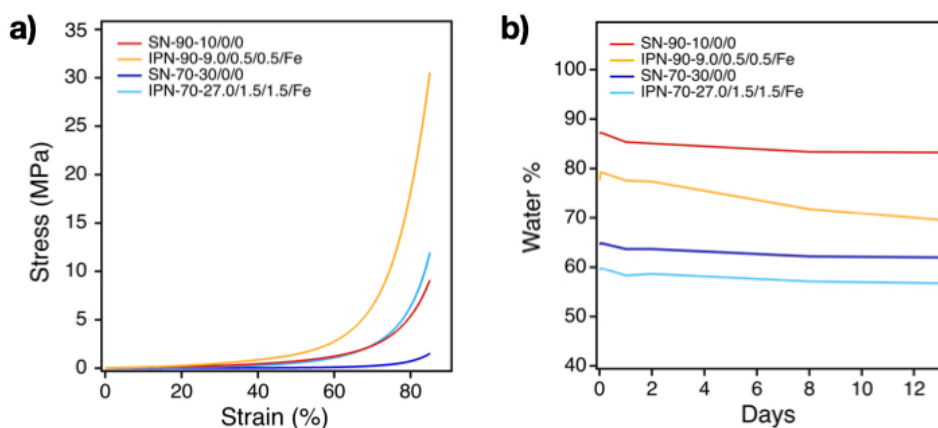 a)
35
30
25
20
15
10
5
0
Stress (MPa)
SN-90-10/0/0
IPN-90-9.0/0.5/0.5/Fe
SN-70-30/0/0
IPN-70-27.0/1.5/1.5/Fe
0 20 40 60 80
Strain (%)
b)
100
90
80
70
60
50
40
Water %
SN-90-10/0/0
IPN-90-9.0/0.5/0.5/Fe
SN-70-30/0/0
IPN-70-27.0/1.5/1.5/Fe
0 2 4 6 8 10 12
Days